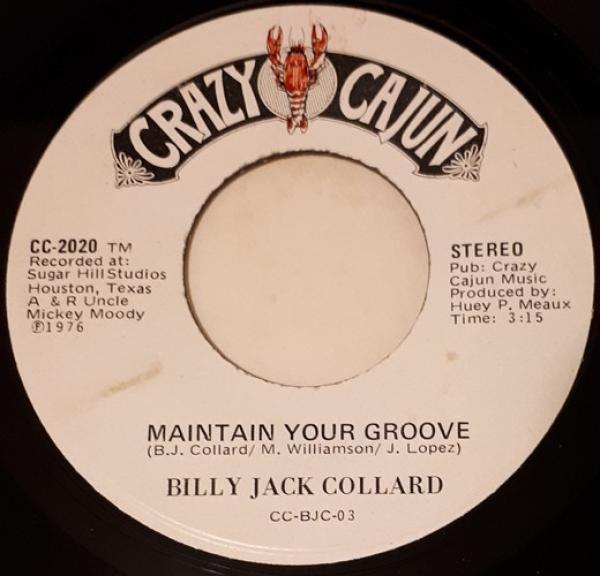 CRAZY CAJUN
CC-2020 TM
Recorded at:
Sugar Hill Studios
Houston, Texas
A & R Uncle
Mickey Moody
℗1976
STEREO
Pub: Crazy
Cajun Music
Produced by:
Huey P. Meaux
Time: 3:15
MAINTAIN YOUR GROOVE
(B.J. Collard/ M. Williamson/ J. Lopez)
BILLY JACK COLLARD
CC-BJC-03